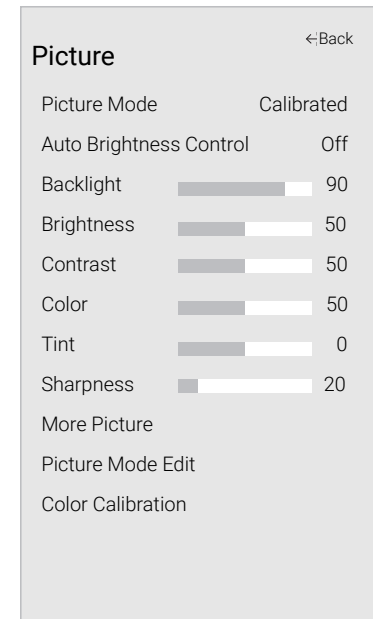 ←Back
Picture
Picture Mode Calibrated
Auto Brightness Control Off
Backlight 90
Brightness 50
Contrast 50
Color 50
Tint 0
Sharpness 20
More Picture
Picture Mode Edit
Color Calibration